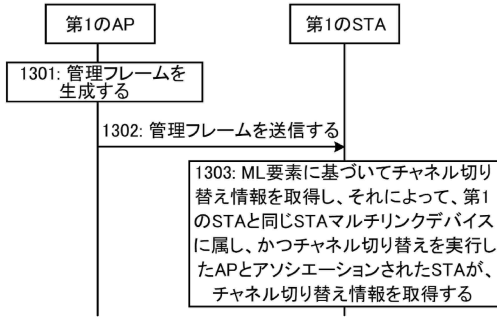 第1のAP
第1のSTA
1301: 管理フレームを
生成する
1302: 管理フレームを送信する
1303: ML要素に基づいてチャネル切り
替え情報を取得し、それによって、第1
のSTAと同じSTAマルチリンクデバイス
に属し、かつチャネル切り替えを実行し
たAPとアソシエーションされたSTAが、
チャネル切り替え情報を取得する